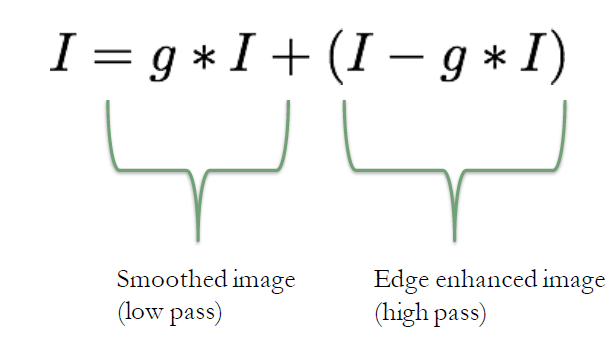 I = g * I + (I − g * I)
Smoothed image
(low pass)
Edge enhanced image
(high pass)